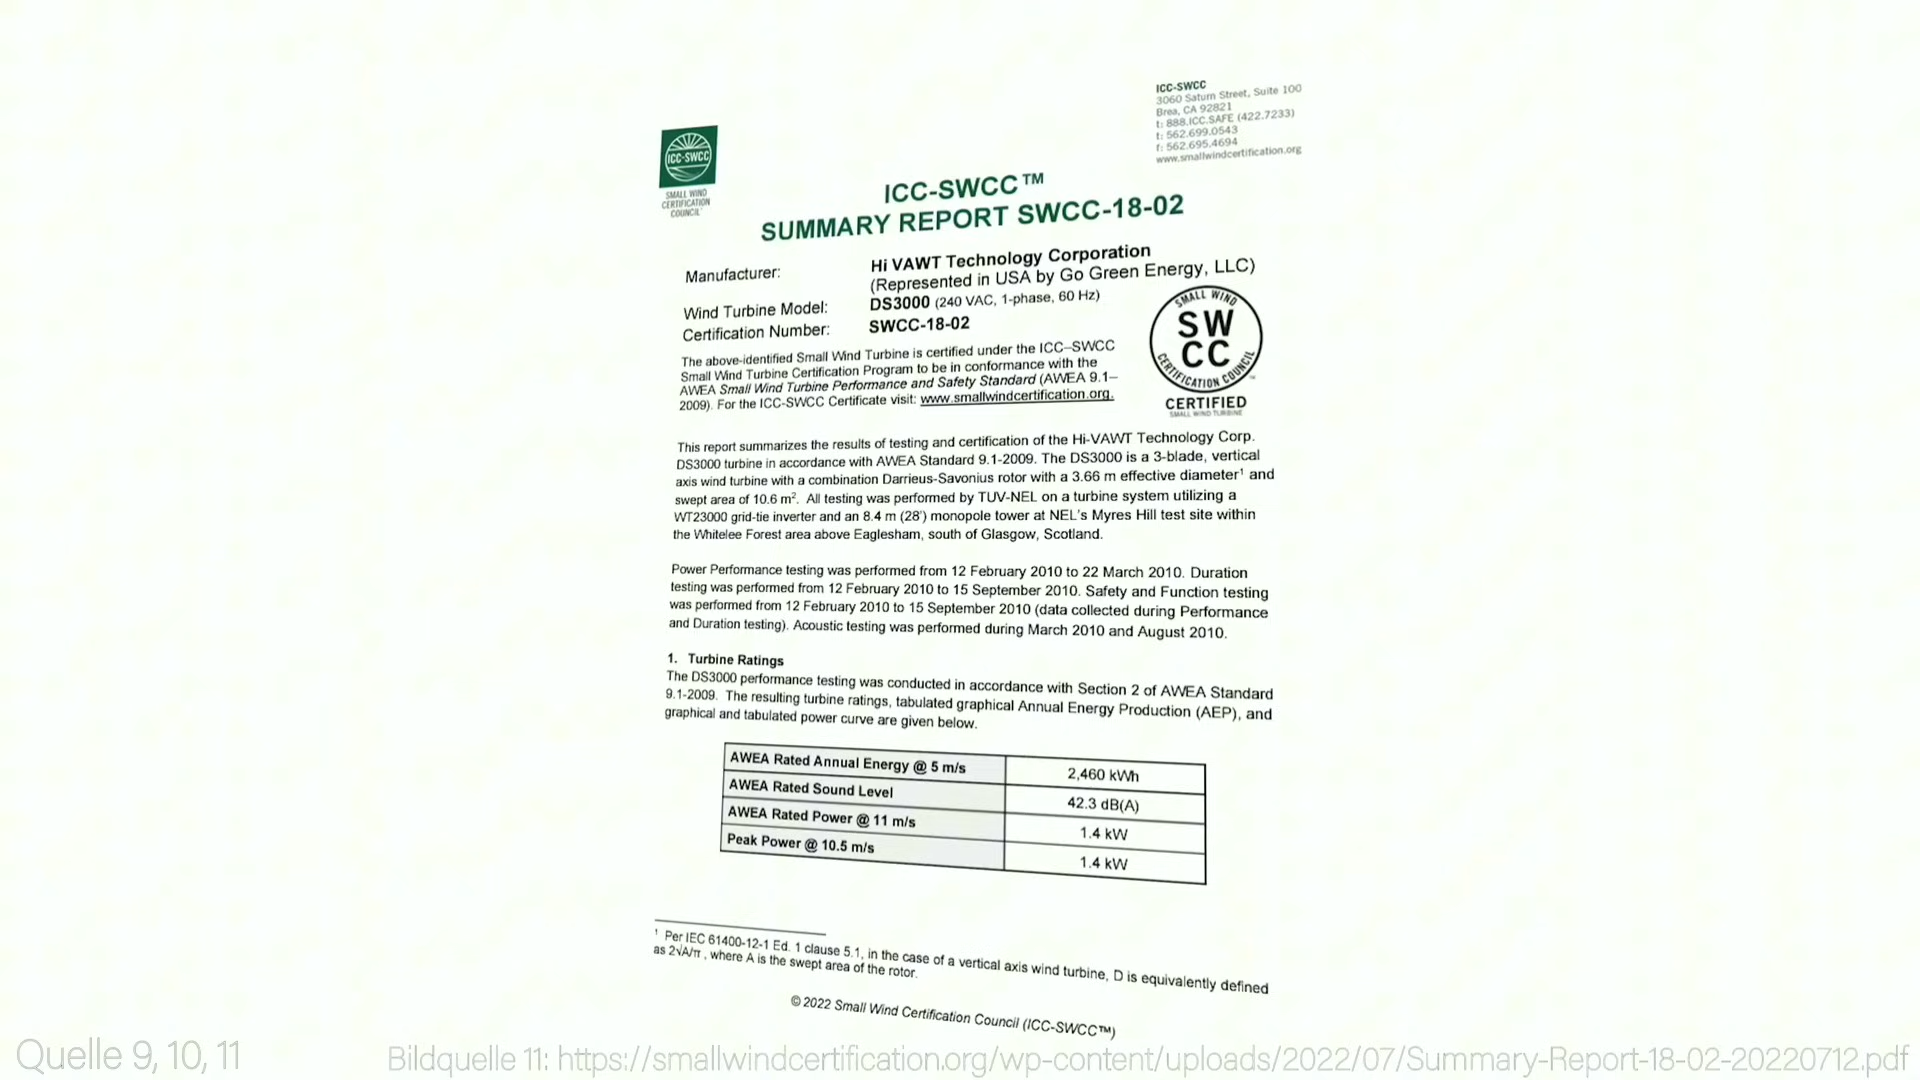 ICC-SWCC
3060 Saturn Street, Suite 100
Brea, CA 92821
t: 888.ICC.SAFE (422.7233)
t: 562.699.0543
f: 562.695.4694
www.smallwindcertification.org
ICC-SWCC
SMALL WIND
CERTIFICATION
COUNCIL
ICC-SWCC™
SUMMARY REPORT SWCC-18-02
Manufacturer: Hi VAWT Technology Corporation
(Represented in USA by Go Green Energy, LLC)
Wind Turbine Model: DS3000 (240 VAC, 1-phase, 60 Hz)
Certification Number: SWCC-18-02
The above-identified Small Wind Turbine is certified under the ICC–SWCC
Small Wind Turbine Certification Program to be in conformance with the
AWEA Small Wind Turbine Performance and Safety Standard (AWEA 9.1–
2009). For the ICC-SWCC Certificate visit: www.smallwindcertification.org.
SMALL WIND
SW
CC
CERTIFICATION COUNCIL
CERTIFIED
SMALL WIND TURBINE
This report summarizes the results of testing and certification of the Hi-VAWT Technology Corp.
DS3000 turbine in accordance with AWEA Standard 9.1-2009. The DS3000 is a 3-blade, vertical
axis wind turbine with a combination Darrieus-Savonius rotor with a 3.66 m effective diameter¹ and
swept area of 10.6 m². All testing was performed by TUV-NEL on a turbine system utilizing a
WT23000 grid-tie inverter and an 8.4 m (28') monopole tower at NEL's Myres Hill test site within
the Whitelee Forest area above Eaglesham, south of Glasgow, Scotland.
Power Performance testing was performed from 12 February 2010 to 22 March 2010. Duration
testing was performed from 12 February 2010 to 15 September 2010. Safety and Function testing
was performed from 12 February 2010 to 15 September 2010 (data collected during Performance
and Duration testing). Acoustic testing was performed during March 2010 and August 2010.
1. Turbine Ratings
The DS3000 performance testing was conducted in accordance with Section 2 of AWEA Standard
9.1-2009. The resulting turbine ratings, tabulated graphical Annual Energy Production (AEP), and
graphical and tabulated power curve are given below.
AWEA Rated Annual Energy @ 5 m/s 2,460 kWh
AWEA Rated Sound Level 42.3 dB(A)
AWEA Rated Power @ 11 m/s 1.4 kW
Peak Power @ 10.5 m/s 1.4 kW
¹ Per IEC 61400-12-1 Ed. 1 clause 5.1, in the case of a vertical axis wind turbine, D is equivalently defined
as 2√A/π , where A is the swept area of the rotor.
© 2022 Small Wind Certification Council (ICC-SWCC™)
Quelle 9, 10, 11
Bildquelle 11: https://smallwindcertification.org/wp-content/uploads/2022/07/Summary-Report-18-02-20220712.pdf